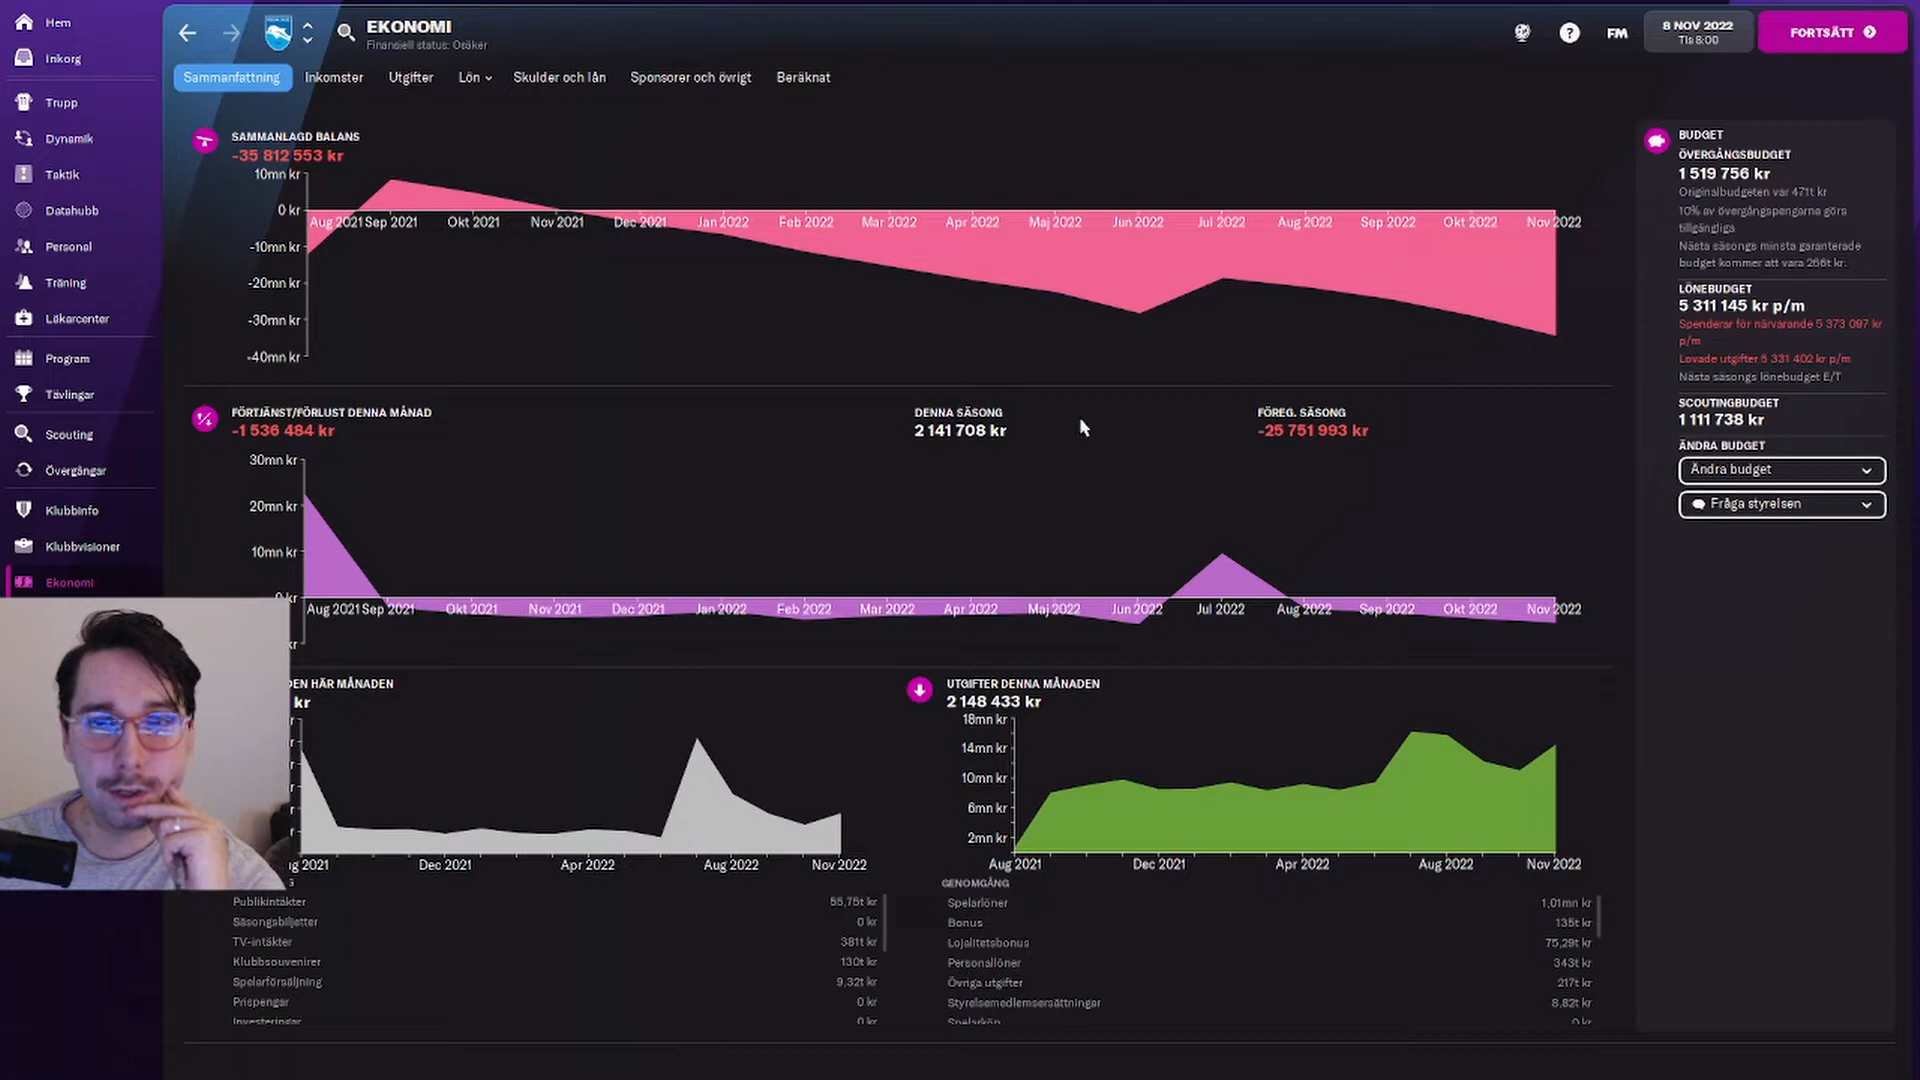 Hem
Inkorg
Trupp
Dynamik
Taktik
Datahubb
Personal
Träning
Läkarcenter
Program
Tävlingar
Scouting
Övergångar
Klubbinfo
Klubbvisioner
Ekonomi
EKONOMI
Finansiell status: Osäker
FM
8 NOV 2022
Tis 8:00
FORTSÄTT
Sammanfattning
Inkomster
Utgifter
Lön
Skulder och lån
Sponsorer och övrigt
Beräknat
SAMMANLAGD BALANS
-35 812 553 kr
10mn kr
0 kr
-10mn kr
-20mn kr
-30mn kr
-40mn kr
Aug 2021 Sep 2021 Okt 2021 Nov 2021 Dec 2021 Jan 2022 Feb 2022 Mar 2022 Apr 2022 Maj 2022 Jun 2022 Jul 2022 Aug 2022 Sep 2022 Okt 2022 Nov 2022
FÖRTJÄNST/FÖRLUST DENNA MÅNAD
-1 536 484 kr
DENNA SÄSONG
2 141 708 kr
FÖREG. SÄSONG
-25 751 993 kr
30mn kr
20mn kr
10mn kr
0 kr
kr
Aug 2021 Sep 2021 Okt 2021 Nov 2021 Dec 2021 Jan 2022 Feb 2022 Mar 2022 Apr 2022 Maj 2022 Jun 2022 Jul 2022 Aug 2022 Sep 2022 Okt 2022 Nov 2022
DEN HÄR MÅNADEN
kr
ug 2021 Dec 2021 Apr 2022 Aug 2022 Nov 2022
Publikintäkter 55,75t kr
Säsongsbiljetter 0 kr
TV-intäkter 381t kr
Klubbsouvenirer 130t kr
Spelarförsäljning 9,32t kr
Prispengar 0 kr
Investeringar 0 kr
UTGIFTER DENNA MÅNADEN
2 148 433 kr
18mn kr
14mn kr
10mn kr
6mn kr
2mn kr
Aug 2021 Dec 2021 Apr 2022 Aug 2022 Nov 2022
GENOMGÅNG
Spelarlöner 1,01mn kr
Bonus 135t kr
Lojalitetsbonus 75,29t kr
Personallöner 343t kr
Övriga utgifter 217t kr
Styrelsemedlemsersättningar 8,82t kr
Spelarköp 0 kr
BUDGET
ÖVERGÅNGSBUDGET
1 519 756 kr
Originalbudgeten var 471t kr
10% av övergångspengarna görs
tillgängliga
Nästa säsongs minsta garanterade
budget kommer att vara 266t kr.
LÖNEBUDGET
5 311 145 kr p/m
Spenderar för närvarande 5 373 097 kr
p/m
Lovade utgifter 5 331 402 kr p/m
Nästa säsongs lönebudget E/T
SCOUTINGBUDGET
1 111 738 kr
ÄNDRA BUDGET
Ändra budget
Fråga styrelsen